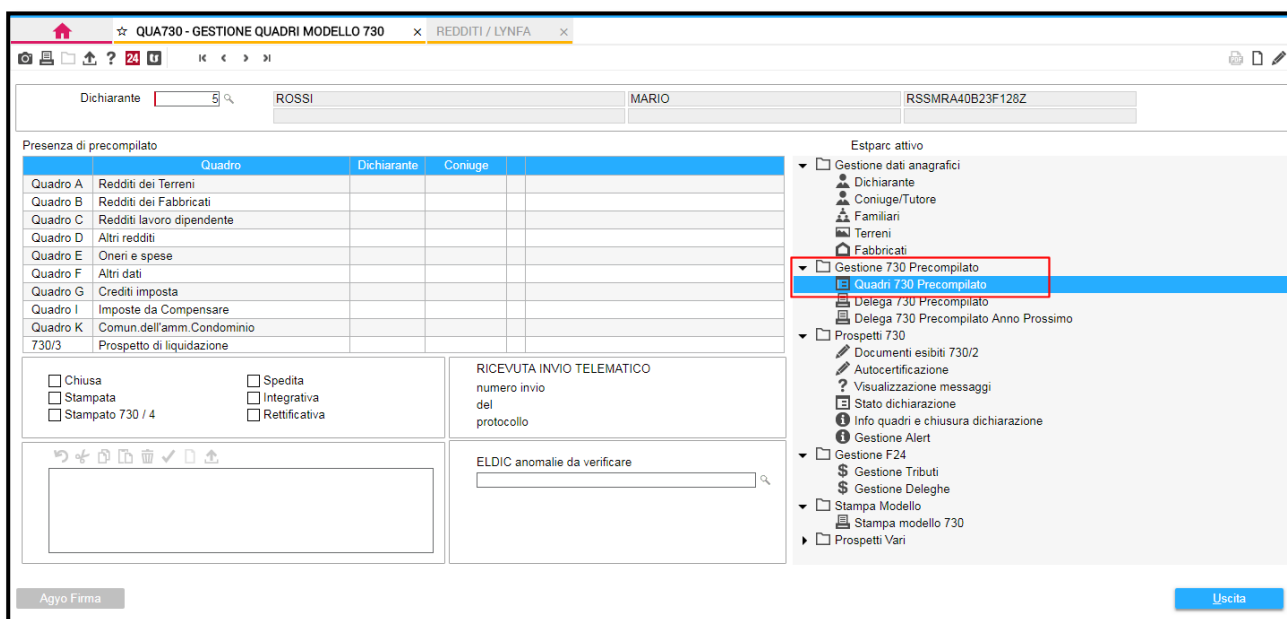 ☆ QUA730 - GESTIONE QUADRI MODELLO 730 × REDDITI / LYNFA ×
? 24
Dichiarante 5 ROSSI MARIO RSSMRA40B23F128Z
Presenza di precompilato
Quadro Dichiarante Coniuge
Quadro A Redditi dei Terreni
Quadro B Redditi dei Fabbricati
Quadro C Redditi lavoro dipendente
Quadro D Altri redditi
Quadro E Oneri e spese
Quadro F Altri dati
Quadro G Crediti imposta
Quadro I Imposte da Compensare
Quadro K Comun.dell'amm.Condominio
730/3 Prospetto di liquidazione
Chiusa Spedita
Stampata Integrativa
Stampato 730 / 4 Rettificativa
RICEVUTA INVIO TELEMATICO
numero invio
del
protocollo
ELDIC anomalie da verificare
Estparc attivo
Gestione dati anagrafici
Dichiarante
Coniuge/Tutore
Familiari
Terreni
Fabbricati
Gestione 730 Precompilato
Quadri 730 Precompilato
Delega 730 Precompilato
Delega 730 Precompilato Anno Prossimo
Prospetti 730
Documenti esibiti 730/2
Autocertificazione
? Visualizzazione messaggi
Stato dichiarazione
Info quadri e chiusura dichiarazione
Gestione Alert
Gestione F24
$ Gestione Tributi
$ Gestione Deleghe
Stampa Modello
Stampa modello 730
Prospetti Vari
Agyo Firma Uscita